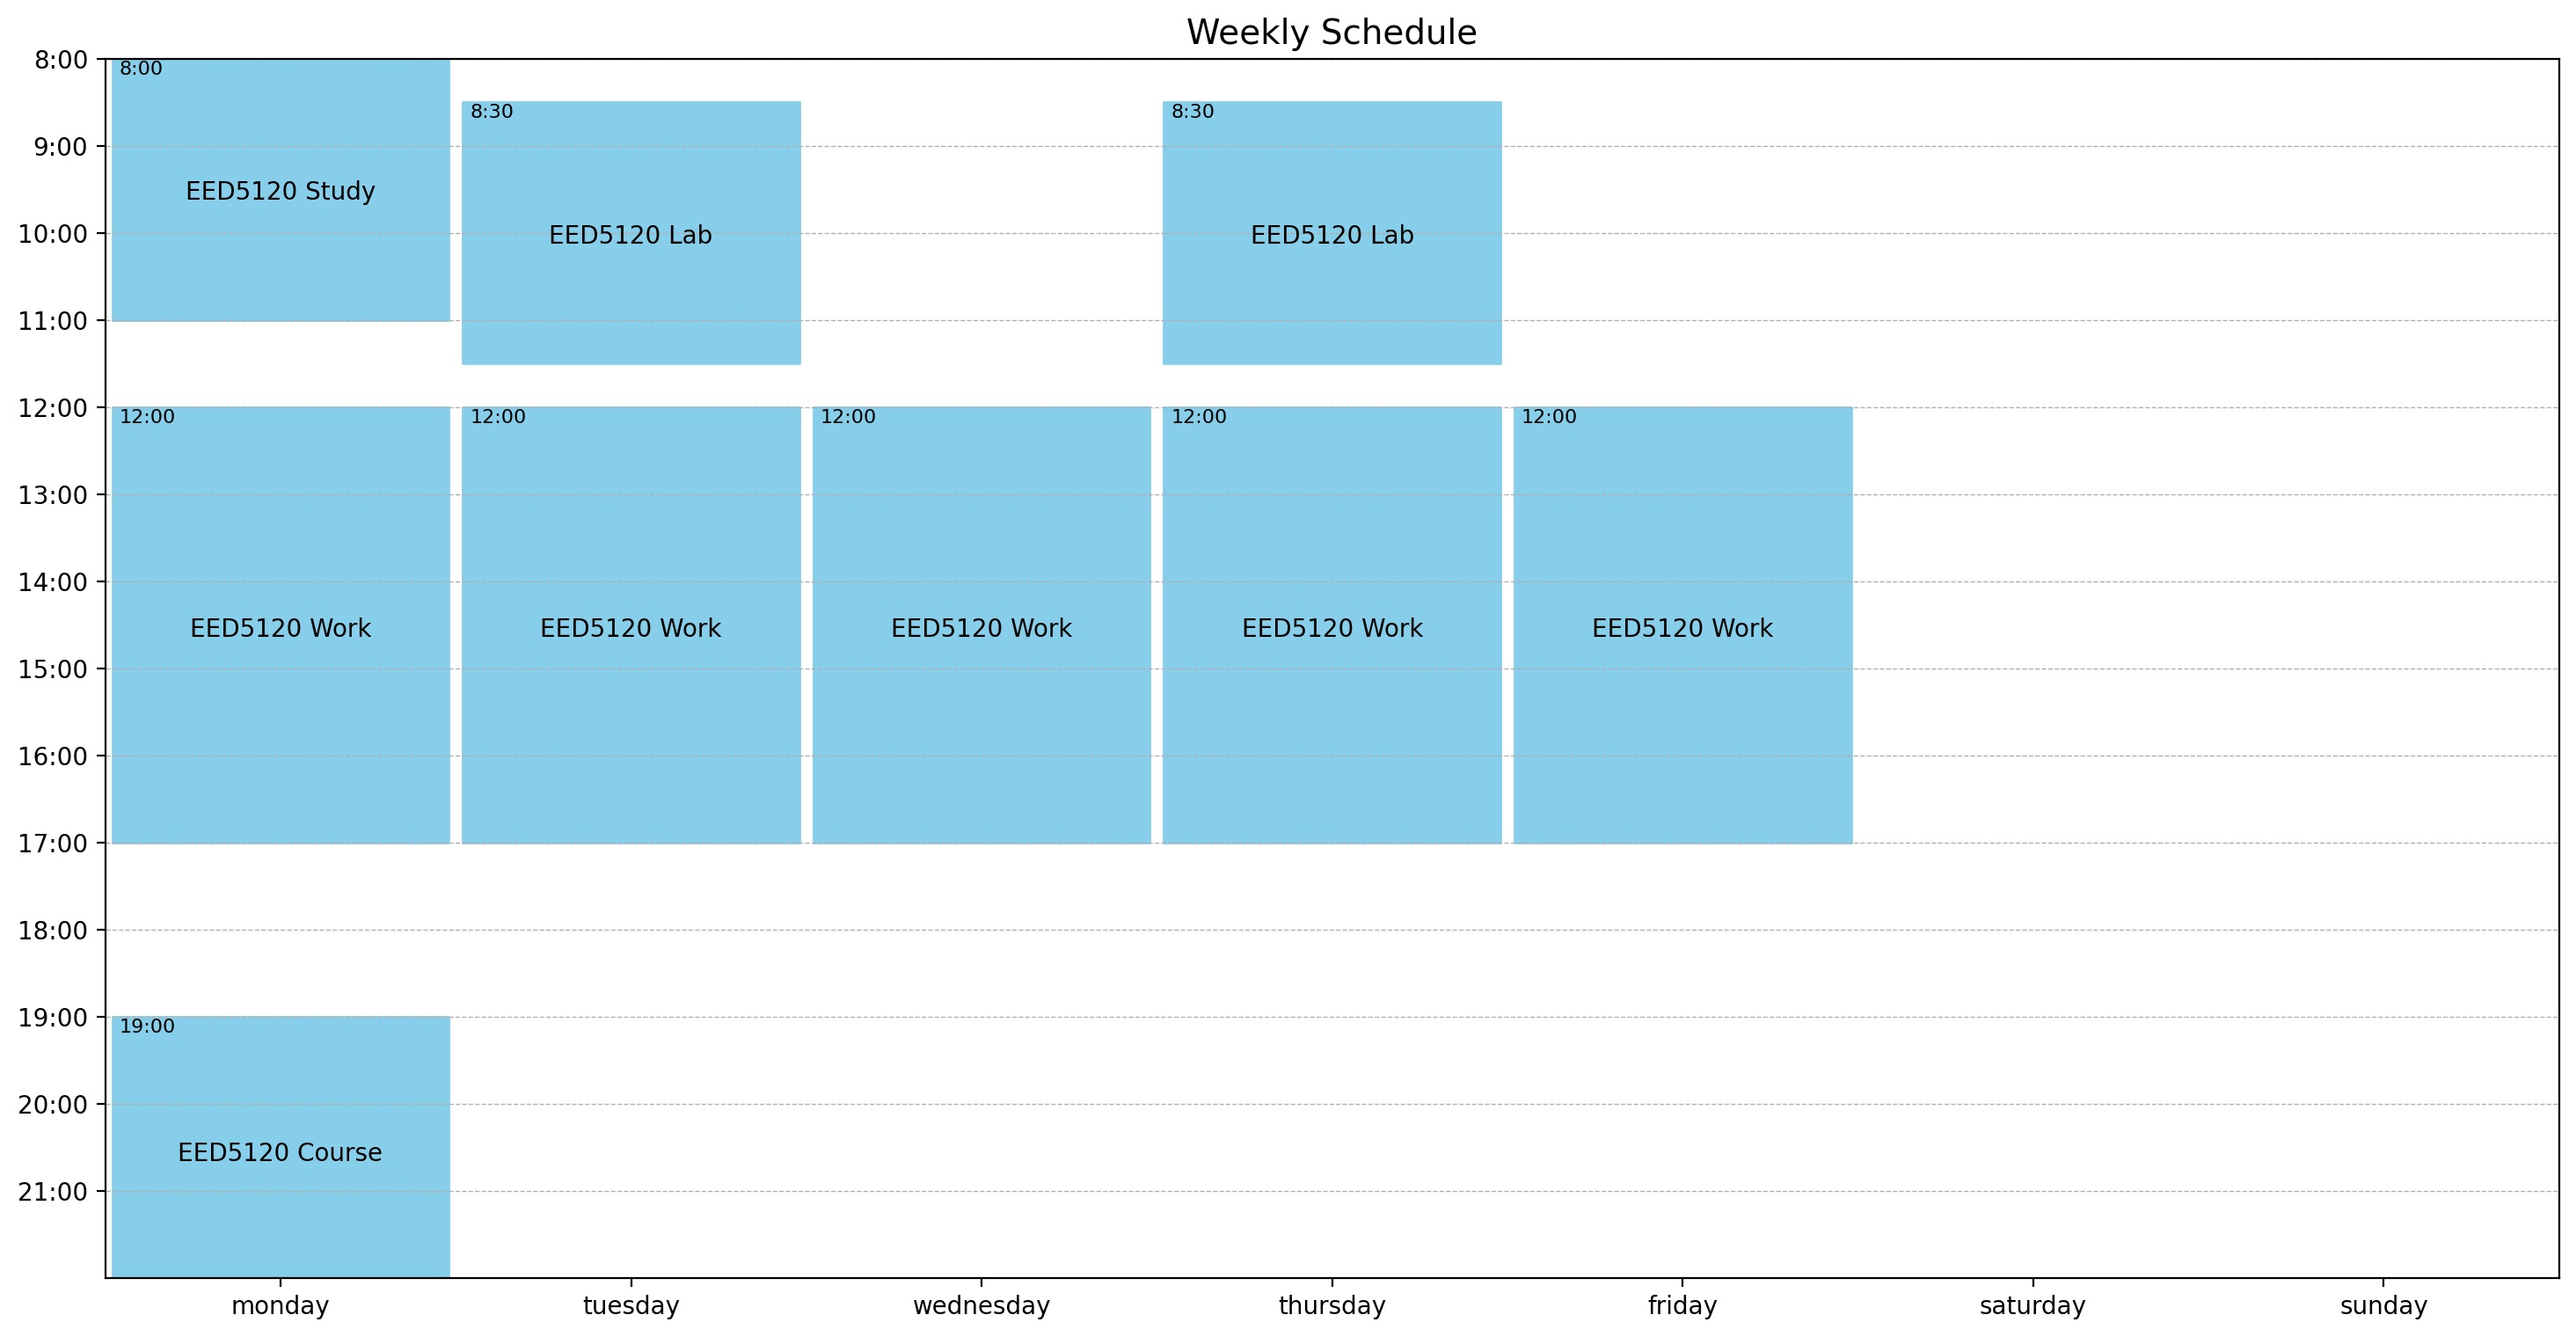 Weekly Schedule
8:00
8:00
8:30
8:30
9:00
EED5120 Study
10:00
EED5120 Lab
EED5120 Lab
11:00
12:00
12:00
12:00
12:00
12:00
12:00
13:00
14:00
EED5120 Work
EED5120 Work
EED5120 Work
EED5120 Work
EED5120 Work
15:00
16:00
17:00
18:00
19:00
19:00
20:00
EED5120 Course
21:00
monday
tuesday
wednesday
thursday
friday
saturday
sunday